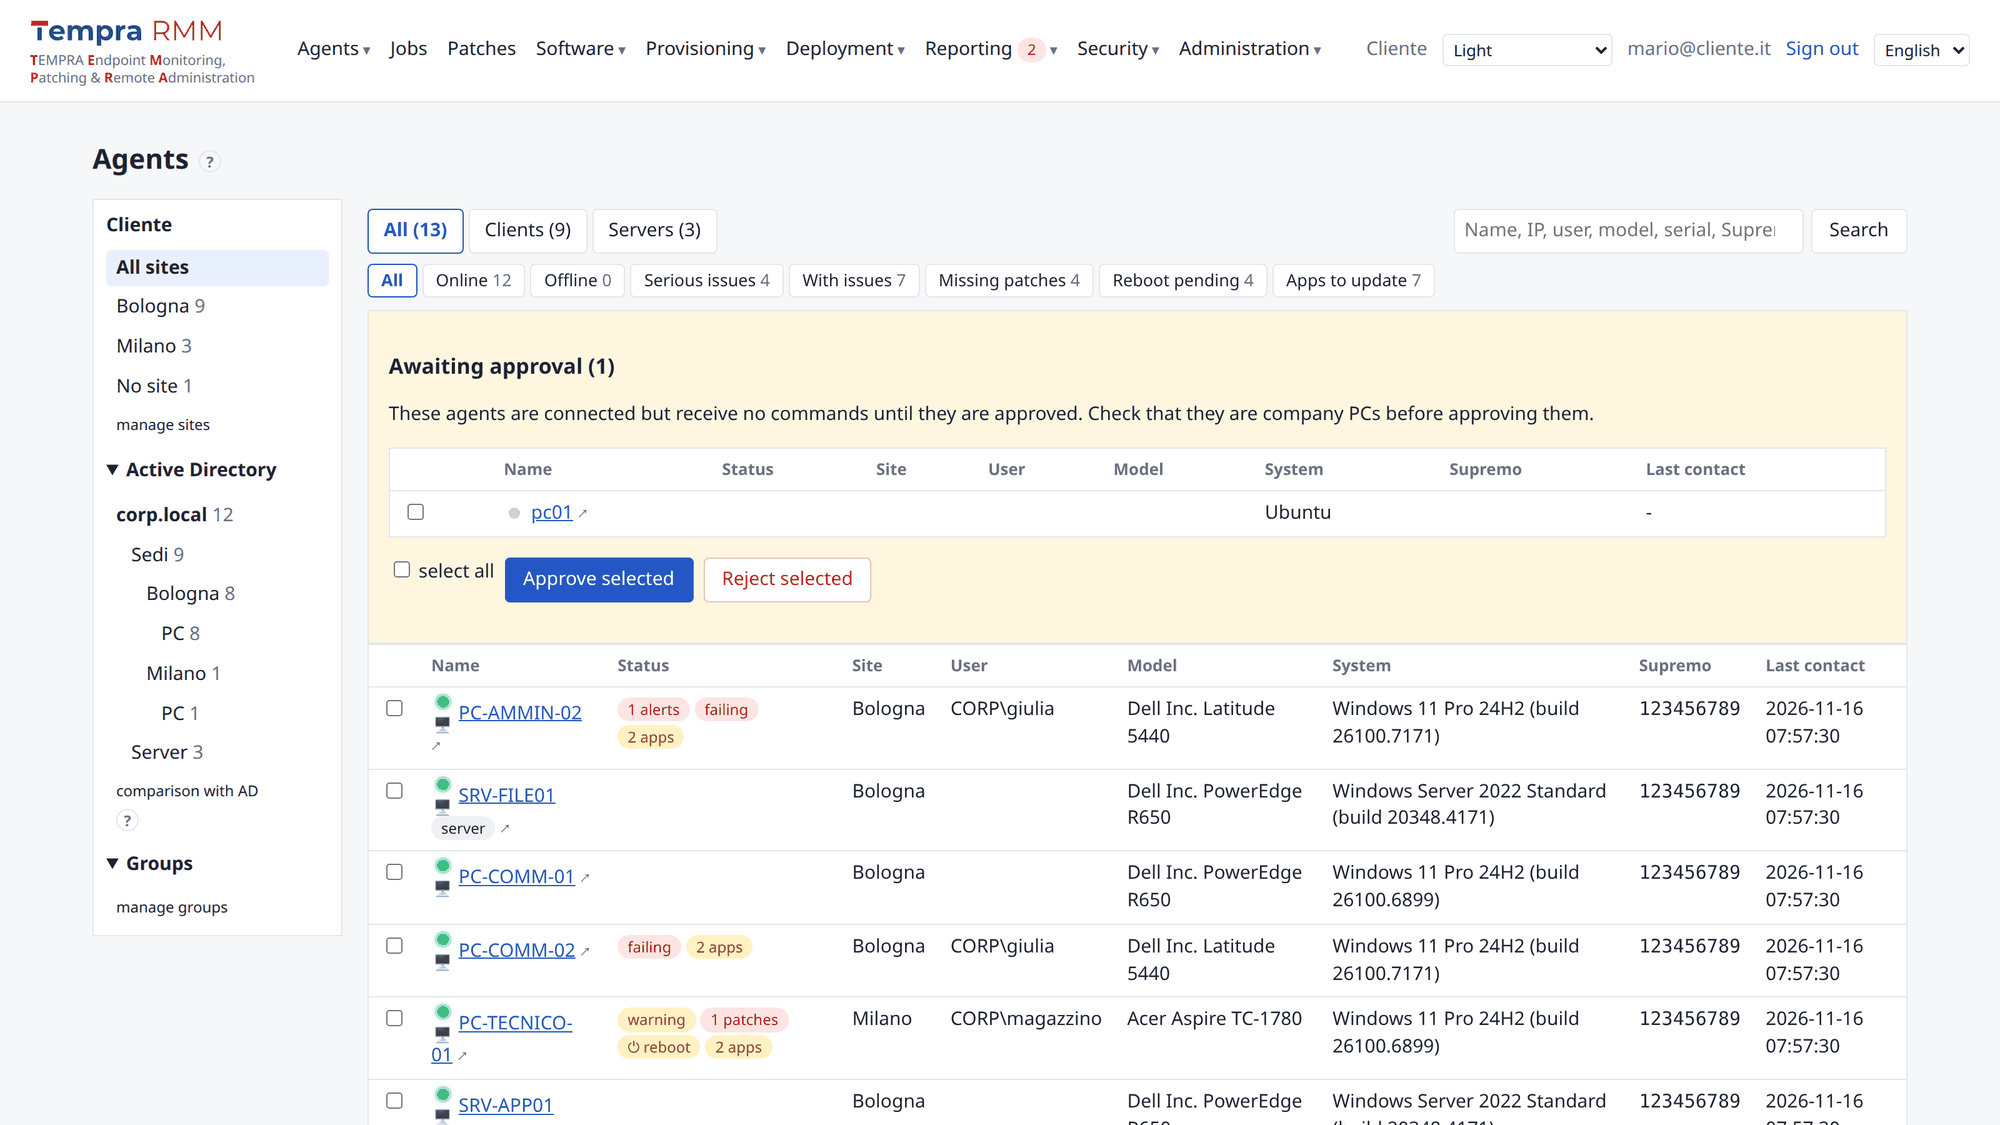 Tempra RMM
TEMPRA Endpoint Monitoring,
Patching & Remote Administration
Agents ▾ Jobs Patches Software ▾ Provisioning ▾ Deployment ▾ Reporting 2 ▾ Security ▾ Administration ▾ Cliente Light mario@cliente.it Sign out English
Agents ?
Cliente
All sites
Bologna 9
Milano 3
No site 1
manage sites
▼ Active Directory
corp.local 12
Sedi 9
Bologna 8
PC 8
Milano 1
PC 1
Server 3
comparison with AD
?
▼ Groups
manage groups
All (13) Clients (9) Servers (3)
Name, IP, user, model, serial, Supre Search
All Online 12 Offline 0 Serious issues 4 With issues 7 Missing patches 4 Reboot pending 4 Apps to update 7
Awaiting approval (1)
These agents are connected but receive no commands until they are approved. Check that they are company PCs before approving them.
Name Status Site User Model System Supremo Last contact
pc01 ↗ Ubuntu -
select all Approve selected Reject selected
Name Status Site User Model System Supremo Last contact
PC-AMMIN-02 1 alerts failing Bologna CORP\giulia Dell Inc. Latitude Windows 11 Pro 24H2 (build 123456789 2026-11-16
↗ 2 apps 5440 26100.7171) 07:57:30
SRV-FILE01 Bologna Dell Inc. PowerEdge Windows Server 2022 Standard 123456789 2026-11-16
server ↗ R650 (build 20348.4171) 07:57:30
PC-COMM-01 ↗ Bologna Dell Inc. PowerEdge Windows 11 Pro 24H2 (build 123456789 2026-11-16
R650 26100.6899) 07:57:30
PC-COMM-02 ↗ failing 2 apps Bologna CORP\giulia Dell Inc. Latitude Windows 11 Pro 24H2 (build 123456789 2026-11-16
5440 26100.7171) 07:57:30
PC-TECNICO- warning 1 patches Milano CORP\magazzino Acer Aspire TC-1780 Windows 11 Pro 24H2 (build 123456789 2026-11-16
01 ↗ ⏻ reboot 2 apps 26100.6899) 07:57:30
SRV-APP01 Bologna Dell Inc. PowerEdge Windows Server 2022 Standard 123456789 2026-11-16